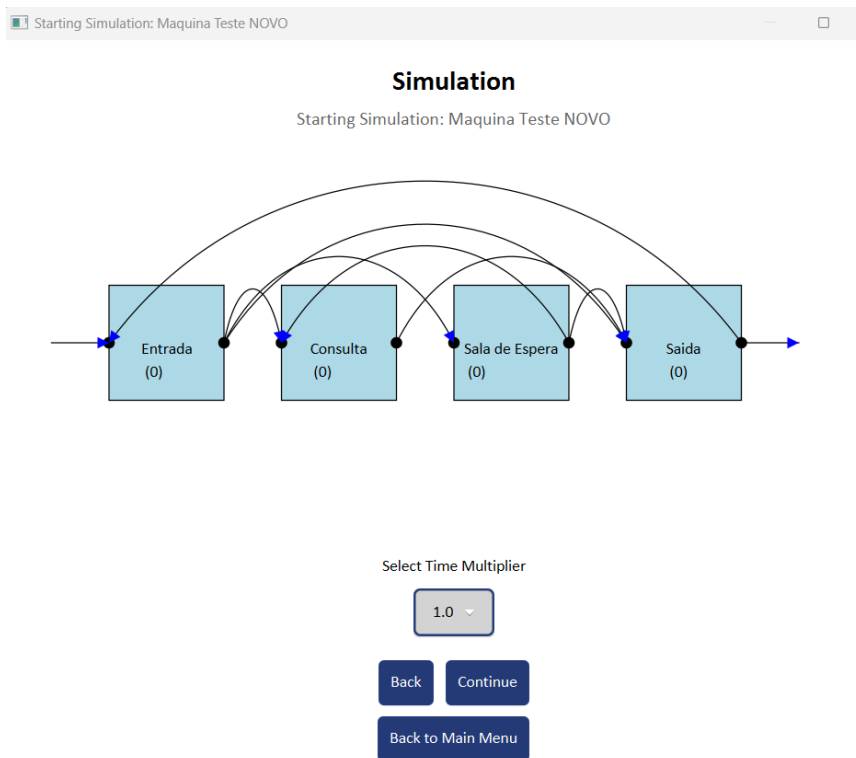 Starting Simulation: Maquina Teste NOVO
Simulation
Starting Simulation: Maquina Teste NOVO
Entrada
(0)
Consulta
(0)
Sala de Espera
(0)
Saida
(0)
Select Time Multiplier
1.0
Back
Continue
Back to Main Menu